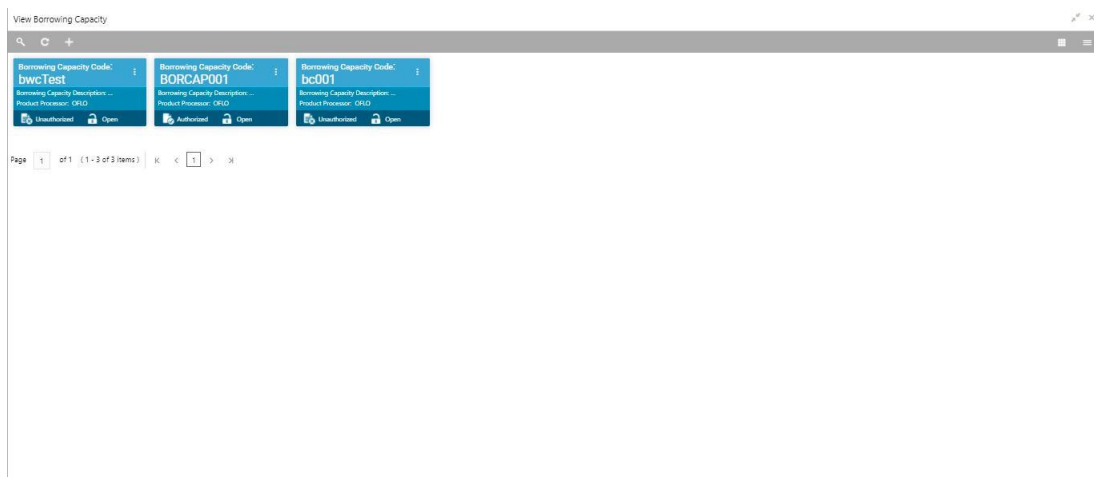 View Borrowing Capacity
Borrowing Capacity Code:
bwcTest
Borrowing Capacity Description: ...
Product Processor: OFLO
Unauthorized Open
Borrowing Capacity Code:
BORCAP001
Borrowing Capacity Description: ...
Product Processor: OFLO
Authorized Open
Borrowing Capacity Code:
bc001
Borrowing Capacity Description: ...
Product Processor: OFLO
Unauthorized Open
Page 1 of 1 (1 - 3 of 3 items) 1